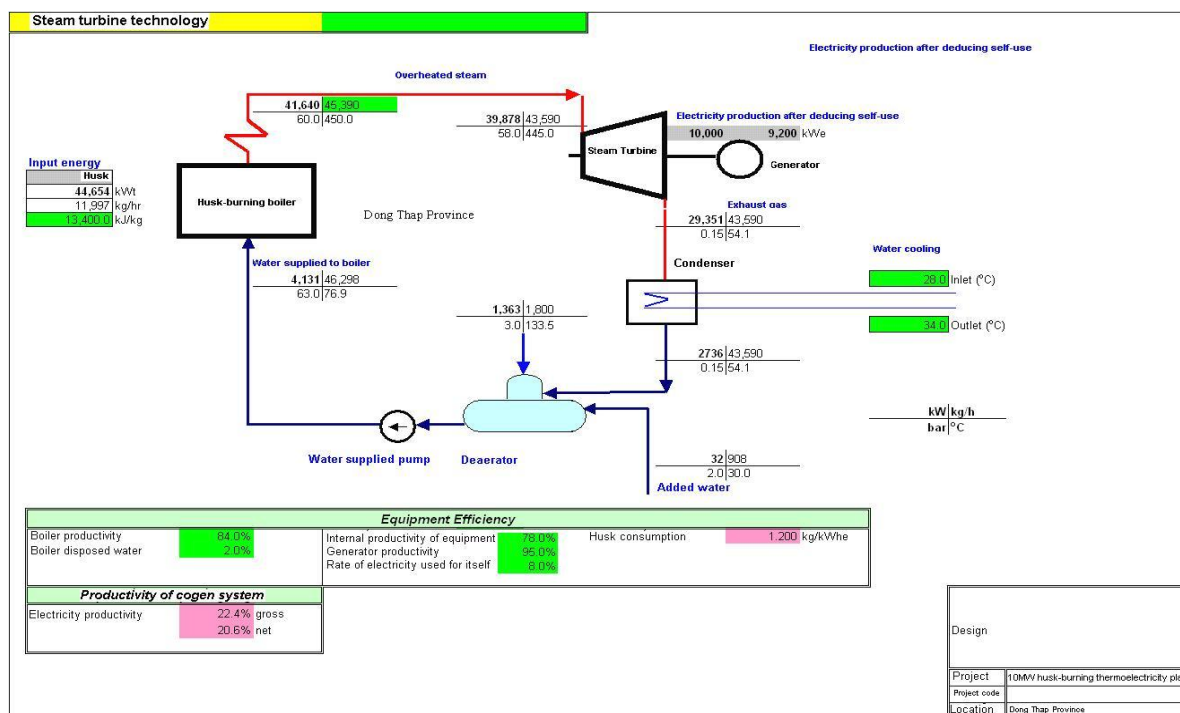 Steam turbine technology
Electricity production after deducing self-use
Overheated steam
41,640 45,390
60.0 450.0
39,878 43,590
58.0 445.0
Electricity production after deducing self-use
10,000 9,200 kWe
Steam Turbine
Generator
Input energy
Husk
44,654 kWt
11,997 kg/hr
13,400.0 kJ/kg
Husk-burning boiler
Dong Thap Province
Exhaust gas
29,351 43,590
0.15 54.1
Water cooling
Condenser
28.0 Inlet (°C)
34.0 Outlet (°C)
Water supplied to boiler
4,131 46,298
63.0 76.9
1,363 1,800
3.0 133.5
2736 43,590
0.15 54.1
kW kg/h
bar °C
Water supplied pump
Deaerator
32 908
2.0 30.0
Added water
Equipment Efficiency
Boiler productivity 84.0%
Boiler disposed water 2.0%
Internal productivity of equipment 78.0%
Generator productivity 95.0%
Rate of electricity used for itself 8.0%
Husk consumption 1.200 kg/kWhe
Productivity of cogen system
Electricity productivity 22.4% gross
20.6% net
Design
Project 10MW husk-burning thermoelectricity pla
Project code
Location Dong Thap Province